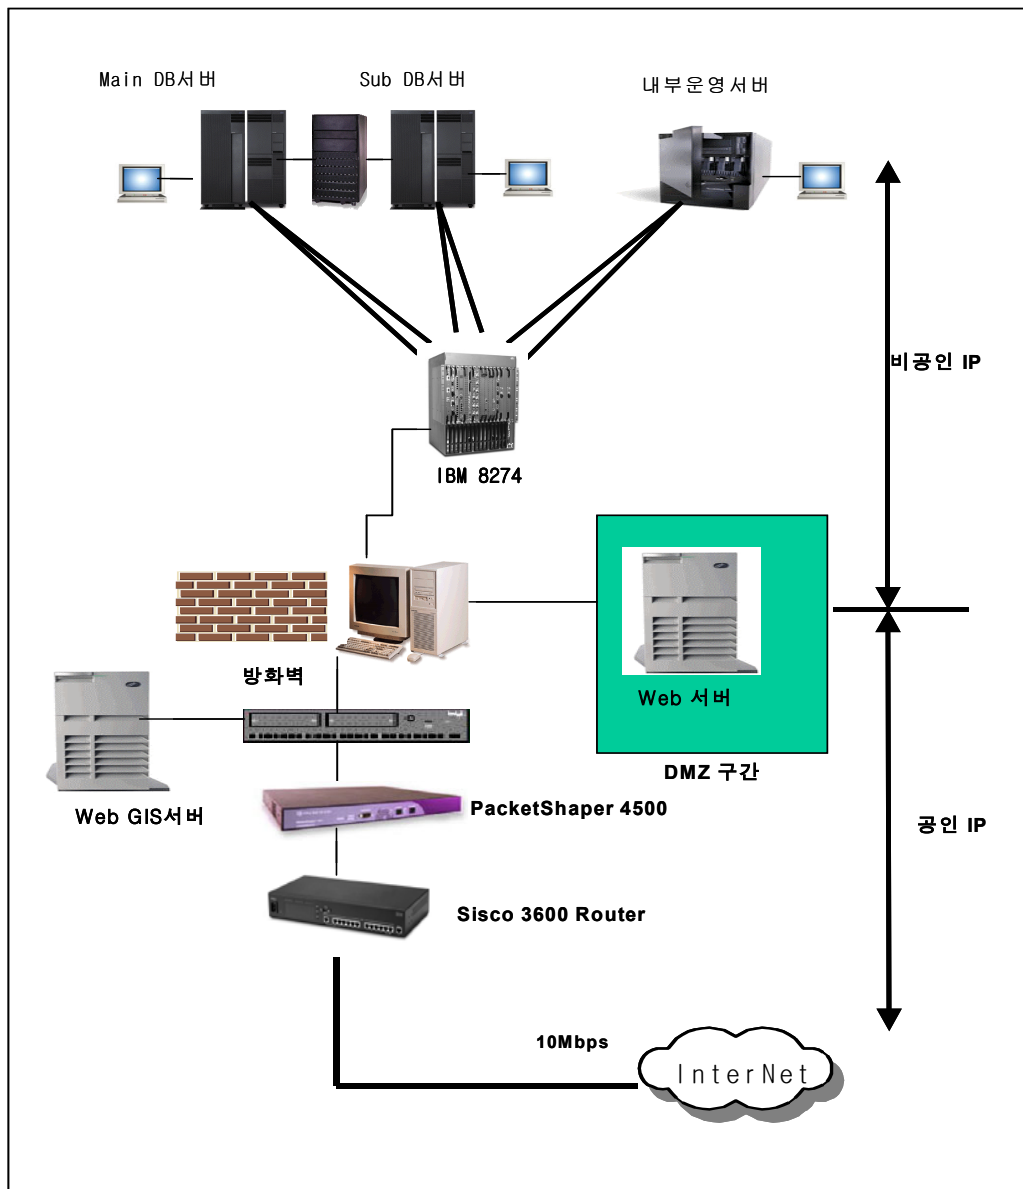 Main DB서버
Sub DB서버
내부운영서버
비공인 IP
IBM 8274
방화벽
Web 서버
DMZ 구간
Web GIS서버
PacketShaper 4500
공인 IP
Sisco 3600 Router
10Mbps
InterNet